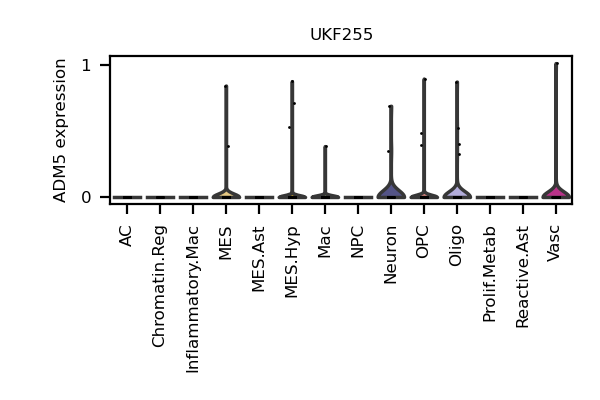 UKF255
ADM5 expression
1
0
AC
Chromatin.Reg
Inflammatory.Mac
MES
MES.Ast
MES.Hyp
Mac
NPC
Neuron
OPC
Oligo
Prolif.Metab
Reactive.Ast
Vasc